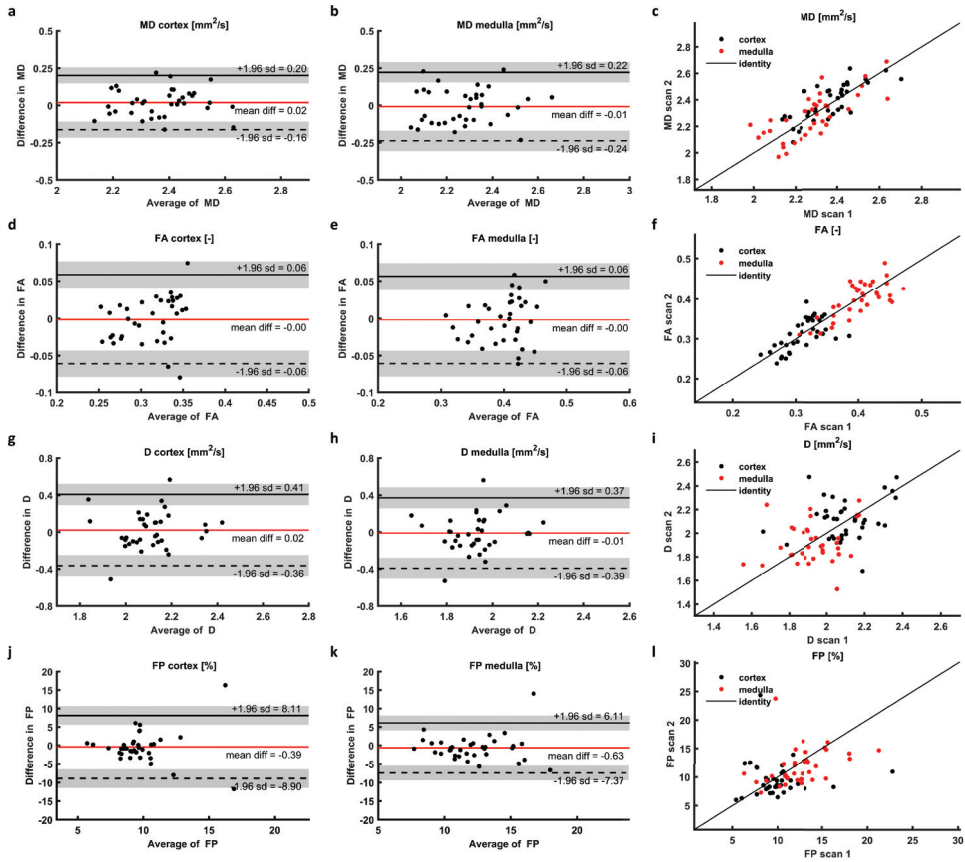 a
MD cortex [mm²/s]
0.5
0.25
0
-0.25
-0.5
+1.96 sd = 0.20
mean diff = 0.02
-1.96 sd = -0.16
Difference in MD
2 2.2 2.4 2.6 2.8
Average of MD
b
MD medulla [mm²/s]
0.5
0.25
0
-0.25
-0.5
+1.96 sd = 0.22
mean diff = -0.01
-1.96 sd = -0.24
Difference in MD
2 2.2 2.4 2.6 2.8 3
Average of MD
c
MD [mm²/s]
cortex
medulla
identity
2.8
2.6
2.4
2.2
2
1.8
MD scan 2
1.8 2 2.2 2.4 2.6 2.8
MD scan 1
d
FA cortex [-]
0.1
0.05
0
-0.05
-0.1
+1.96 sd = 0.06
mean diff = -0.00
-1.96 sd = -0.06
Difference in FA
0.2 0.25 0.3 0.35 0.4 0.45 0.5
Average of FA
e
FA medulla [-]
0.1
0.05
0
-0.05
-0.1
+1.96 sd = 0.06
mean diff = -0.00
-1.96 sd = -0.06
Difference in FA
0.2 0.3 0.4 0.5 0.6
Average of FA
f
FA [-]
cortex
medulla
identity
0.5
0.4
0.3
0.2
FA scan 2
0.2 0.3 0.4 0.5
FA scan 1
g
D cortex [mm²/s]
0.8
0.4
0
-0.4
-0.8
+1.96 sd = 0.41
mean diff = 0.02
-1.96 sd = -0.36
Difference in D
1.8 2 2.2 2.4 2.6 2.8
Average of D
h
D medulla [mm²/s]
0.8
0.4
0
-0.4
-0.8
+1.96 sd = 0.37
mean diff = -0.01
-1.96 sd = -0.39
Difference in D
1.6 1.8 2 2.2 2.4 2.6
Average of D
i
D [mm²/s]
cortex
medulla
identity
2.6
2.4
2.2
2
1.8
1.6
1.4
D scan 2
1.4 1.6 1.8 2 2.2 2.4 2.6
D scan 1
j
FP cortex [%]
20
15
10
5
0
-5
-10
-15
-20
+1.96 sd = 8.11
mean diff = -0.39
1.96 sd = -8.90
Difference in FP
5 10 15 20
Average of FP
k
FP medulla [%]
20
15
10
5
0
-5
-10
-15
-20
+1.96 sd = 6.11
mean diff = -0.63
-1.96 sd = -7.37
Difference in FP
5 10 15 20
Average of FP
l
FP [%]
cortex
medulla
identity
30
25
20
15
10
5
FP scan 2
5 10 15 20 25 30
FP scan 1